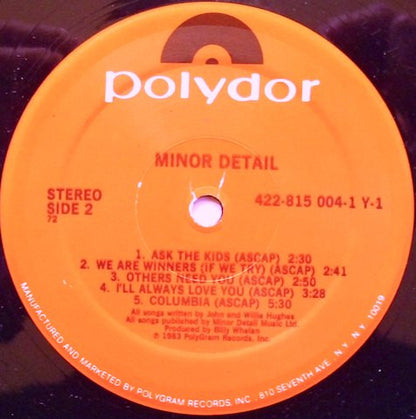 polydor
MINOR DETAIL
STEREO
SIDE 2
72
422-815 004-1 Y-1
1. ASK THE KIDS (ASCAP) 2:30
2. WE ARE WINNERS (IF WE TRY) (ASCAP) 2:41
3. OTHERS NEED YOU (ASCAP) 2:50
4. I'LL ALWAYS LOVE YOU (ASCAP) 3:28
5. COLUMBIA (ASCAP) 5:30
All songs written by John and Willie Hughes
All songs published by Minor Detail Music Ltd
Produced by Billy Whelan
℗ 1983 PolyGram Records, Inc.
MANUFACTURED AND MARKETED BY POLYGRAM RECORDS, INC. · 810 SEVENTH AVE. N.Y. N.Y. 10019